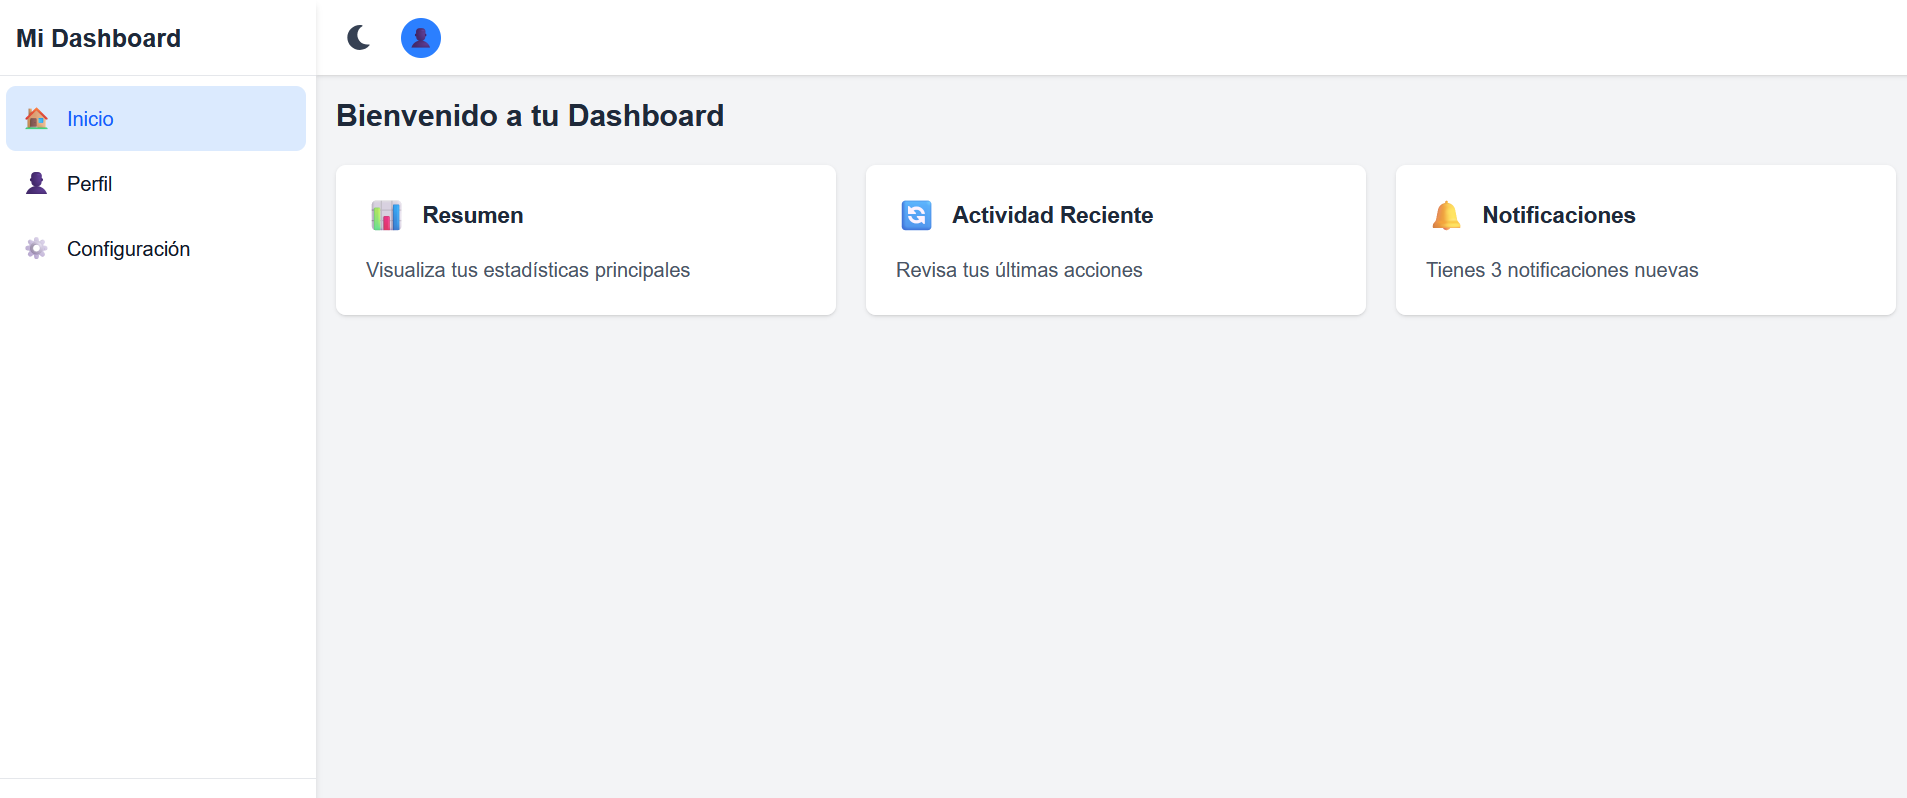 Mi Dashboard
Inicio
Perfil
Configuración
Bienvenido a tu Dashboard
Resumen
Visualiza tus estadísticas principales
Actividad Reciente
Revisa tus últimas acciones
Notificaciones
Tienes 3 notificaciones nuevas